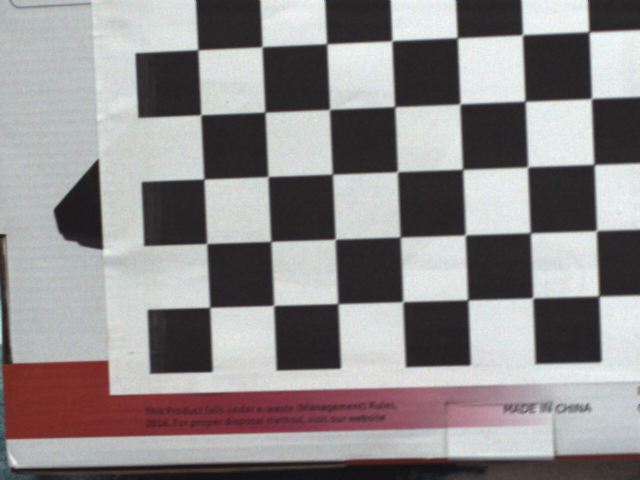 This Product falls under e-waste (Management) Rules,
2016, For proper disposal method, visit our website
MADE IN CHINA